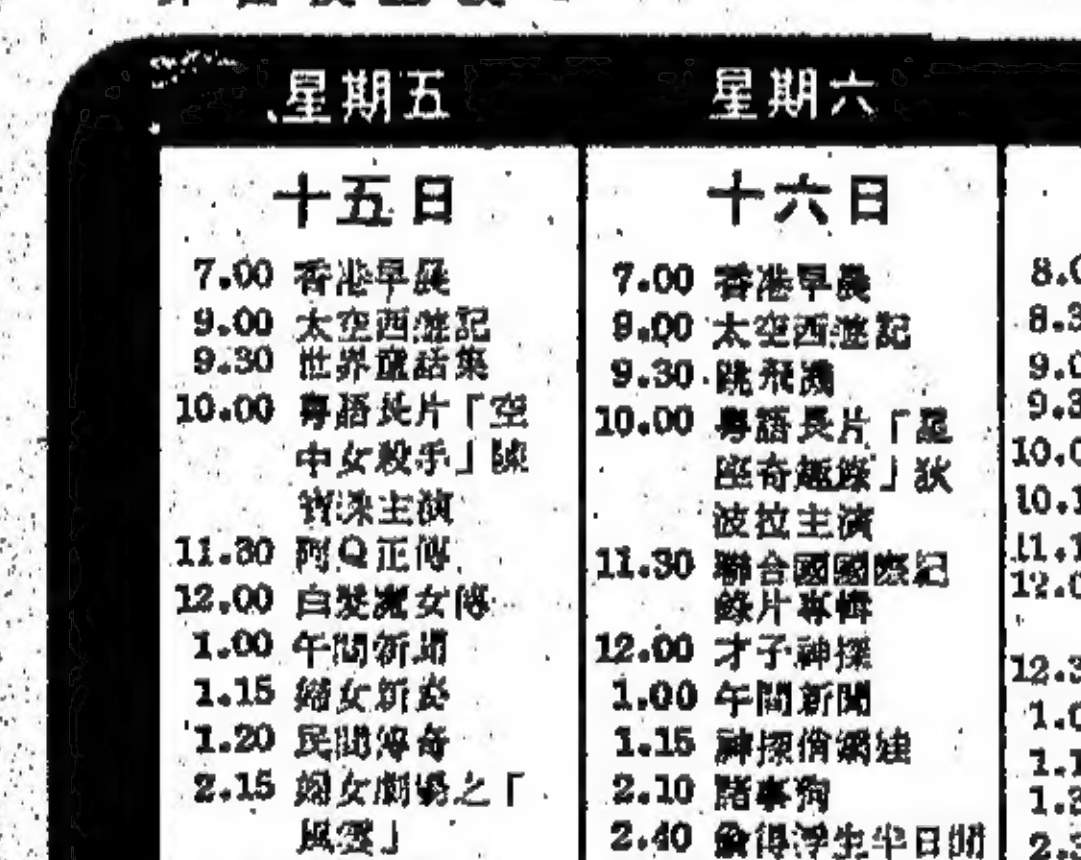 星期五
十五日
7.00 香港早晨
9.00 太空西遊記
9.30 世界童話集
10.00 粵語長片「空
中女殺手」陳
寶珠主演
11.30 阿Q正傳
12.00 白髮魔女傳
1.00 午間新聞
1.15 婦女新姿
1.20 民間傳奇
2.15 婦女劇場之「
風雲」
星期六
十六日
7.00 香港早晨
9.00 太空西遊記
9.30 跳飛機
10.00 粵語長片「星
座奇趣錄」狄
波拉主演
11.30 聯合國國際紀
錄片專輯
12.00 才子神探
1.00 午間新聞
1.15 神探俏嬌娃
2.10 諸事狗
2.40 偷得浮生半日閒